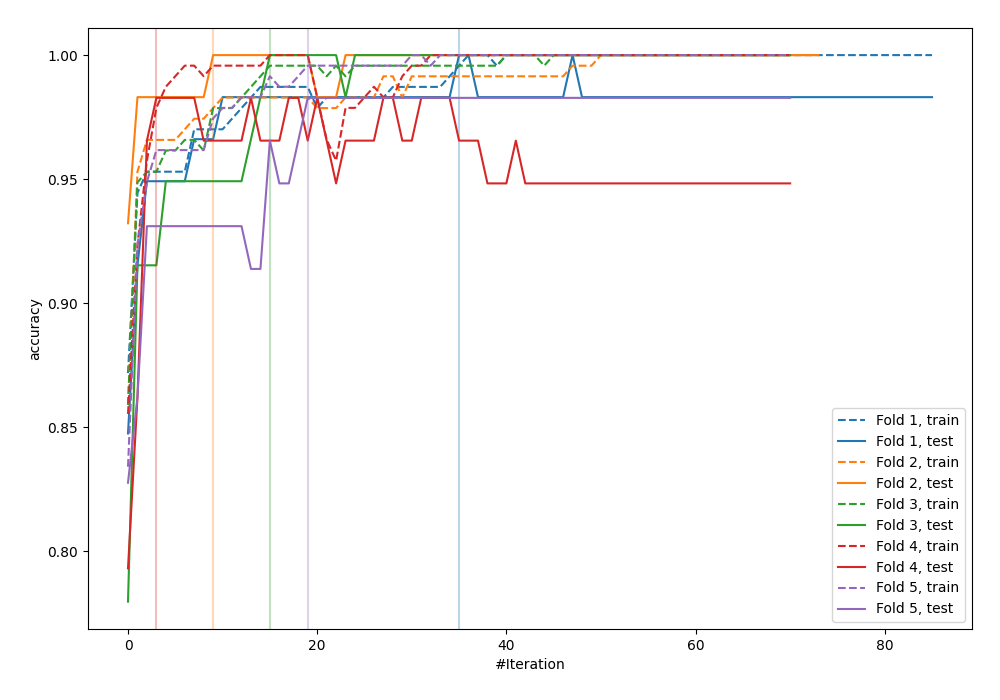 1.00
0.95
0.90
0.85
0.80
accuracy
0 20 40 60 80
#Iteration
Fold 1, train
Fold 1, test
Fold 2, train
Fold 2, test
Fold 3, train
Fold 3, test
Fold 4, train
Fold 4, test
Fold 5, train
Fold 5, test